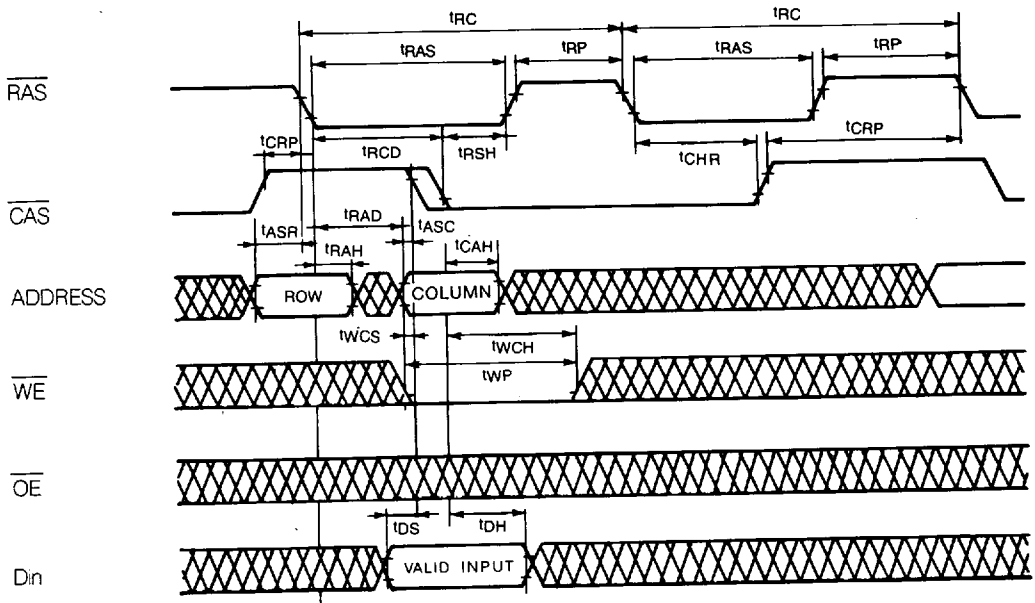 tRC tRC
tRAS tRP tRAS tRP
RAS
tCRP tRCD tRSH tCHR tCRP
CAS
tASR tRAH tRAD tASC tCAH
ADDRESS ROW COLUMN
tWCS tWCH
tWP
WE
OE
tDS tDH
Din VALID INPUT